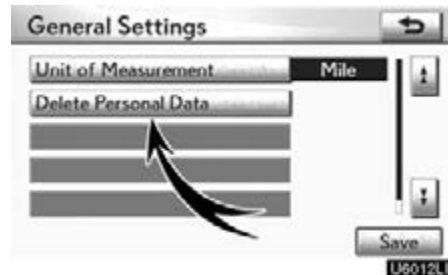 General Settings
Unit of Measurement Mile
Delete Personal Data
Save
U6012L